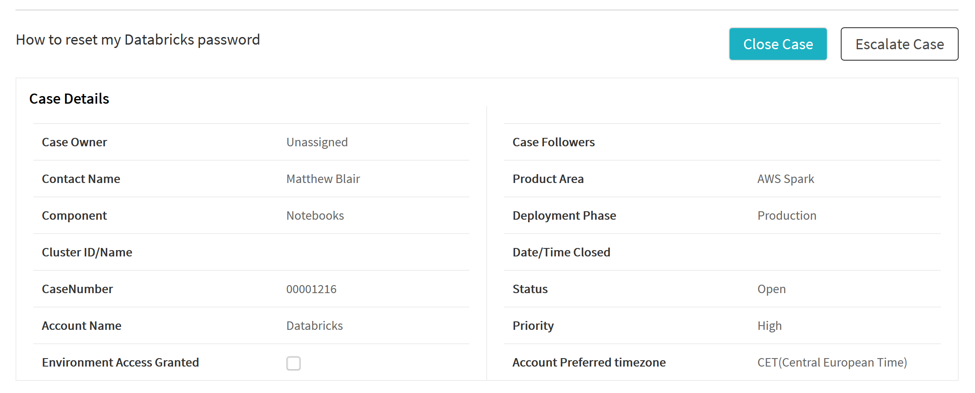 How to reset my Databricks password
Close Case
Escalate Case
Case Details
Case Owner Unassigned
Contact Name Matthew Blair
Component Notebooks
Cluster ID/Name
CaseNumber 00001216
Account Name Databricks
Environment Access Granted
Case Followers
Product Area AWS Spark
Deployment Phase Production
Date/Time Closed
Status Open
Priority High
Account Preferred timezone CET(Central European Time)